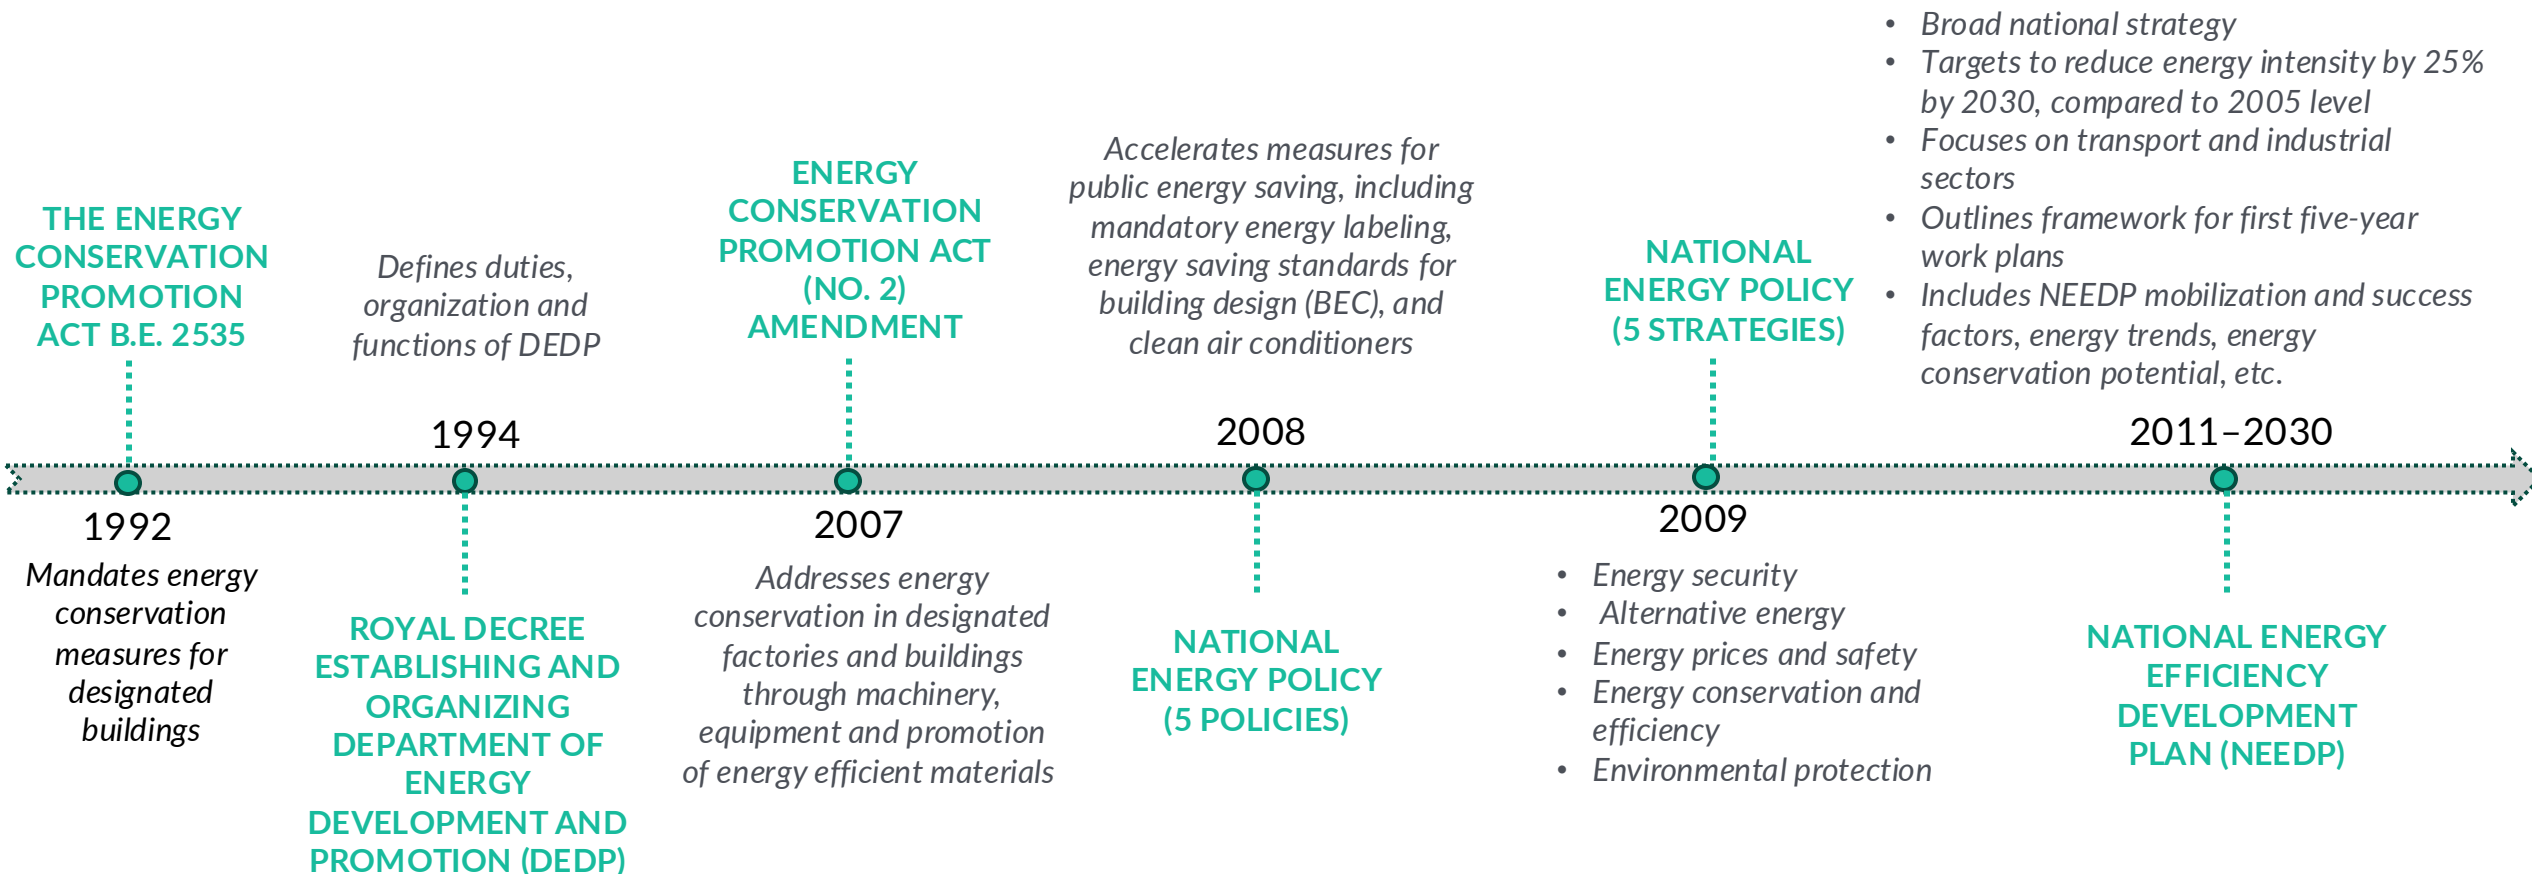 THE ENERGY
CONSERVATION
PROMOTION
ACT B.E. 2535
1992
Mandates energy
conservation
measures for
designated
buildings
Defines duties,
organization and
functions of DEDP
1994
ROYAL DECREE
ESTABLISHING AND
ORGANIZING
DEPARTMENT OF
ENERGY
DEVELOPMENT AND
PROMOTION (DEDP)
ENERGY
CONSERVATION
PROMOTION ACT
(NO. 2)
AMENDMENT
2007
Addresses energy
conservation in designated
factories and buildings
through machinery,
equipment and promotion
of energy efficient materials
Accelerates measures for
public energy saving, including
mandatory energy labeling,
energy saving standards for
building design (BEC), and
clean air conditioners
2008
NATIONAL
ENERGY POLICY
(5 POLICIES)
NATIONAL
ENERGY POLICY
(5 STRATEGIES)
2009
• Energy security
• Alternative energy
• Energy prices and safety
• Energy conservation and
efficiency
• Environmental protection
• Broad national strategy
• Targets to reduce energy intensity by 25%
by 2030, compared to 2005 level
• Focuses on transport and industrial
sectors
• Outlines framework for first five-year
work plans
• Includes NEEDP mobilization and success
factors, energy trends, energy
conservation potential, etc.
2011–2030
NATIONAL ENERGY
EFFICIENCY
DEVELOPMENT
PLAN (NEEDP)